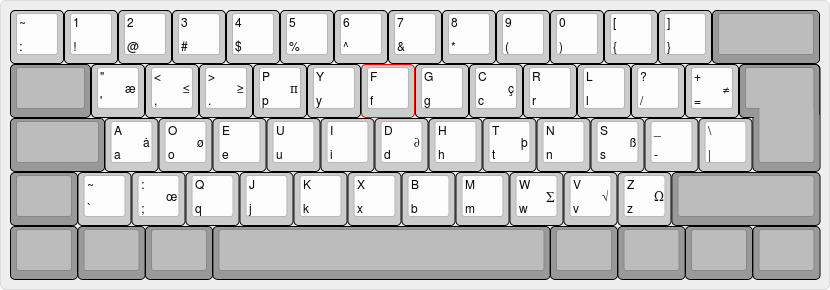 ~ 1 2 3 4 5 6 7 8 9 0 [ ]
: ! @ # $ % ^ & * ( ) { }
" < > P Y F G C R L ? +
æ ≤ ≥ π ç ≠
' , . p y f g c r l / =
A O E U I D H T N S _ \
å ø ∂ þ ß
a o e u i d h t n s - |
~ : Q J K X B M W V Z
œ Σ √ Ω
` ; q j k x b m w v z